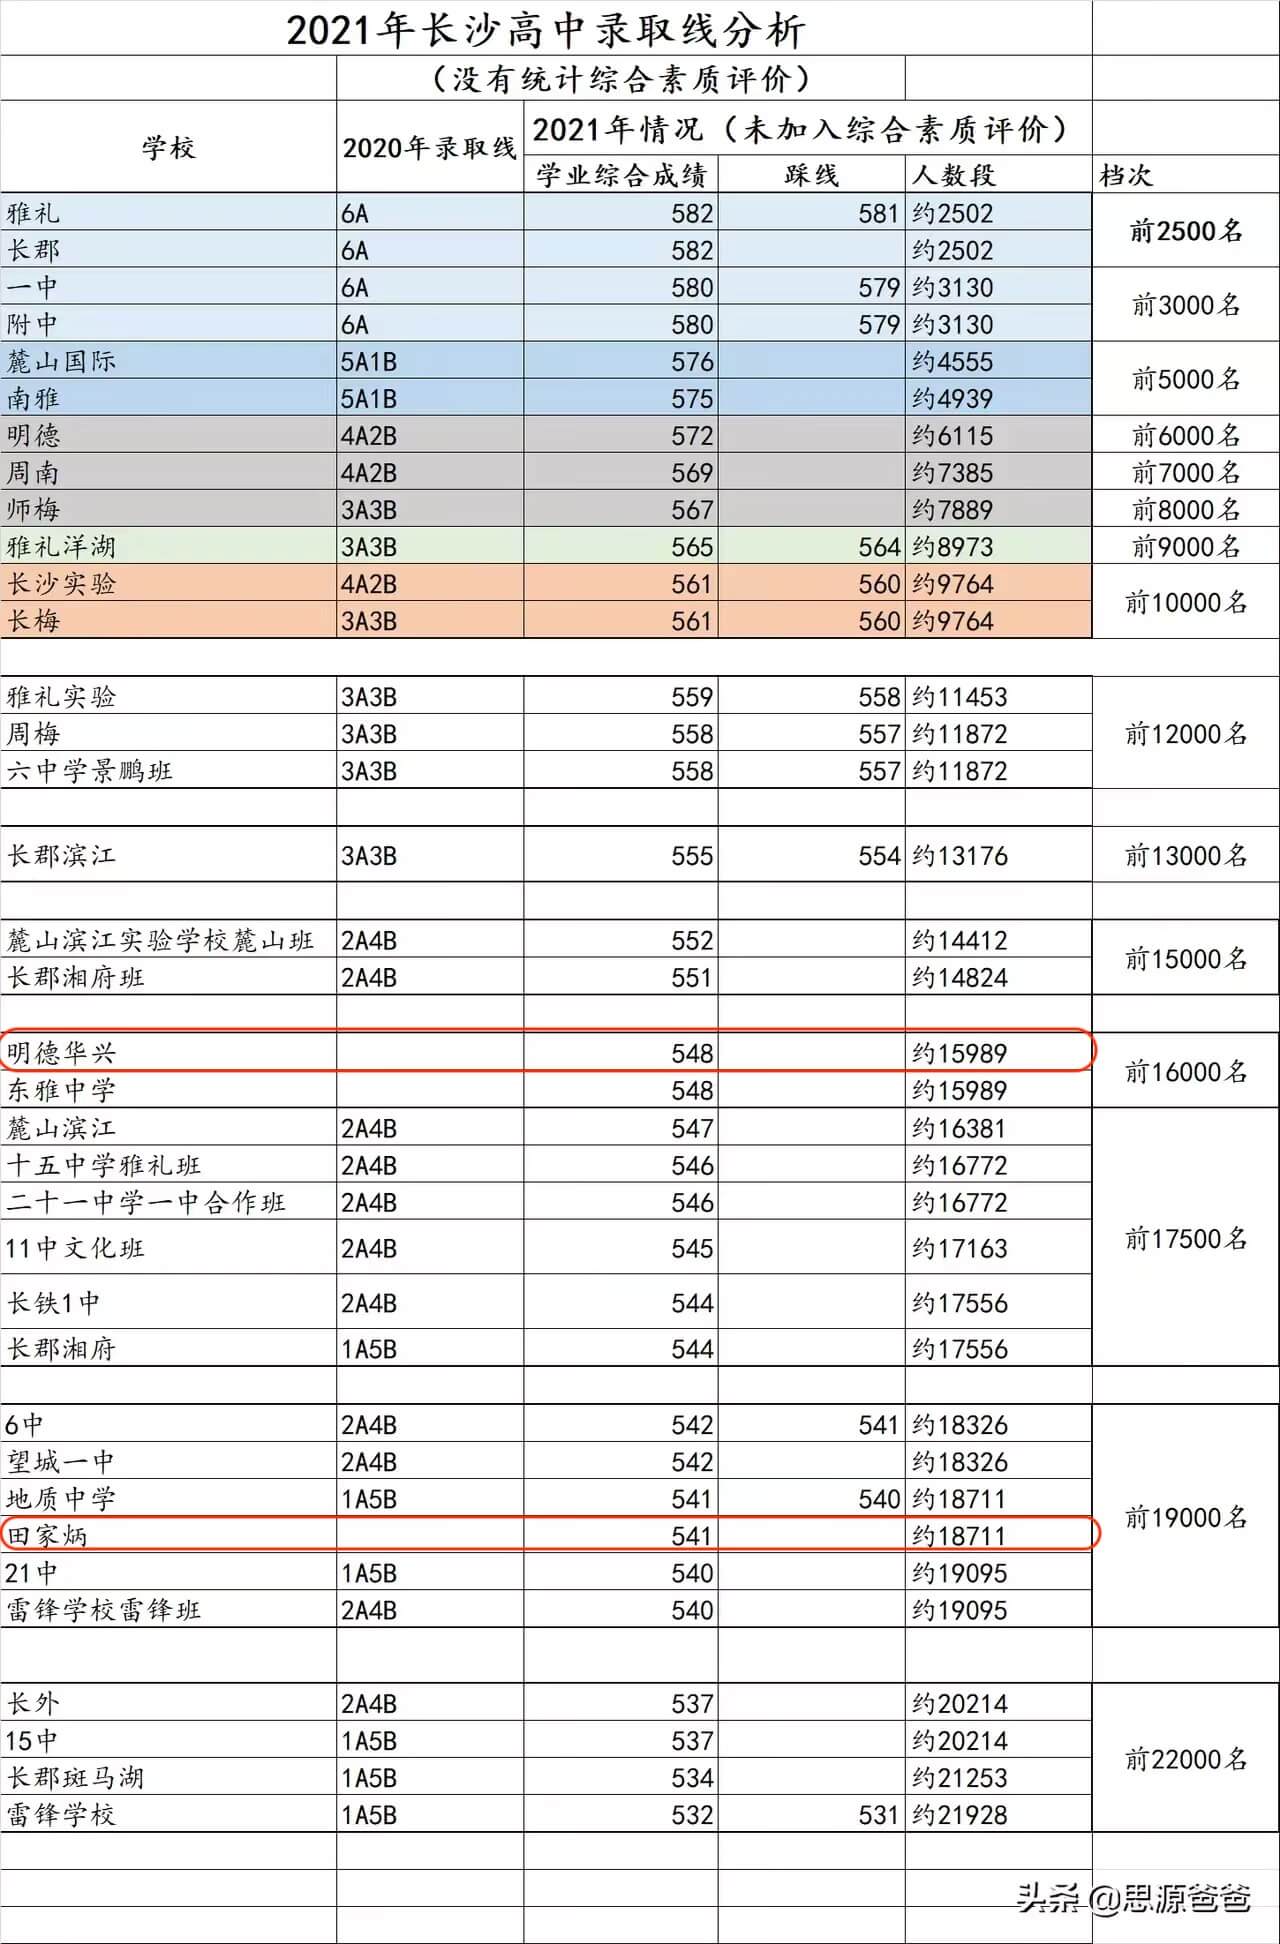 2021年长沙高中录取线分析
（没有统计综合素质评价）
学校 2020年录取线 2021年情况（未加入综合素质评价）
学业综合成绩 踩线 人数段 档次
雅礼 6A 582 581 约2502 前2500名
长郡 6A 582 约2502
一中 6A 580 579 约3130 前3000名
附中 6A 580 579 约3130
麓山国际 5A1B 576 约4555 前5000名
南雅 5A1B 575 约4939
明德 4A2B 572 约6115 前6000名
周南 4A2B 569 约7385 前7000名
师梅 3A3B 567 约7889 前8000名
雅礼洋湖 3A3B 565 564 约8973 前9000名
长沙实验 4A2B 561 560 约9764 前10000名
长梅 3A3B 561 560 约9764
雅礼实验 3A3B 559 558 约11453 前12000名
周梅 3A3B 558 557 约11872
六中学景鹏班 3A3B 558 557 约11872
长郡滨江 3A3B 555 554 约13176 前13000名
麓山滨江实验学校麓山班 2A4B 552 约14412 前15000名
长郡湘府班 2A4B 551 约14824
明德华兴 548 约15989 前16000名
东雅中学 548 约15989
麓山滨江 2A4B 547 约16381 前17500名
十五中学雅礼班 2A4B 546 约16772
二十一中学一中合作班 2A4B 546 约16772
11中文化班 2A4B 545 约17163
长铁1中 2A4B 544 约17556
长郡湘府 1A5B 544 约17556
6中 2A4B 542 541 约18326 前19000名
望城一中 2A4B 542 约18326
地质中学 1A5B 541 540 约18711
田家炳 541 约18711
21中 1A5B 540 约19095
雷锋学校雷锋班 2A4B 540 约19095
长外 2A4B 537 约20214 前22000名
15中 1A5B 537 约20214
长郡斑马湖 1A5B 534 约21253
雷锋学校 1A5B 532 531 约21928
头条 @思源爸爸